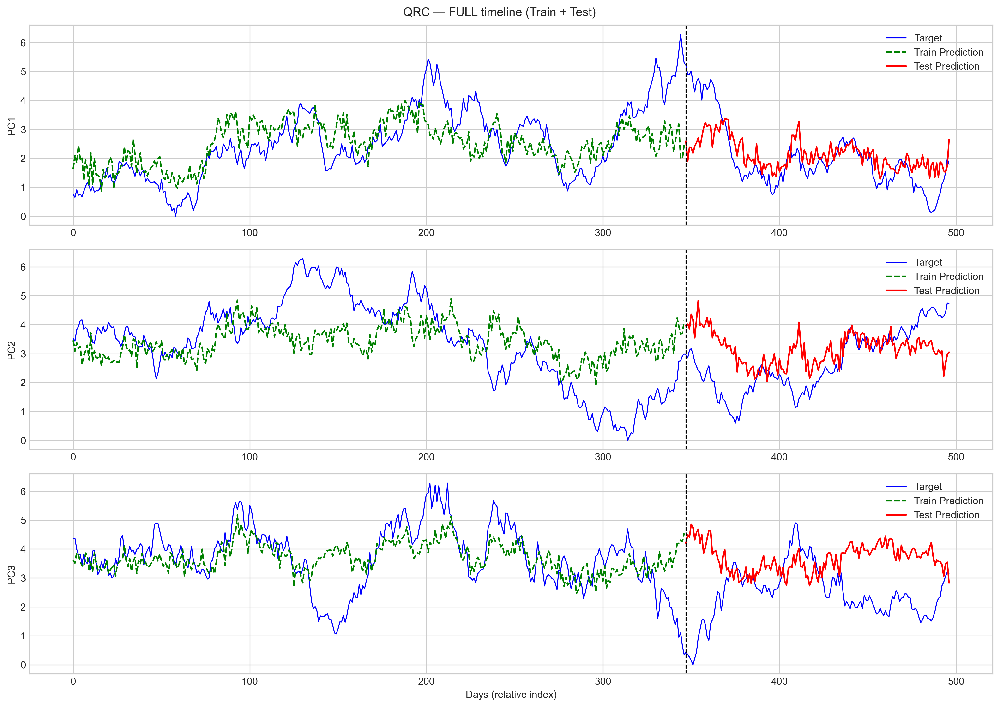 QRC — FULL timeline (Train + Test)
PC1
6
5
4
3
2
1
0
Target
Train Prediction
Test Prediction
0 100 200 300 400 500
PC2
6
5
4
3
2
1
0
Target
Train Prediction
Test Prediction
0 100 200 300 400 500
PC3
6
5
4
3
2
1
0
Target
Train Prediction
Test Prediction
0 100 200 300 400 500
Days (relative index)